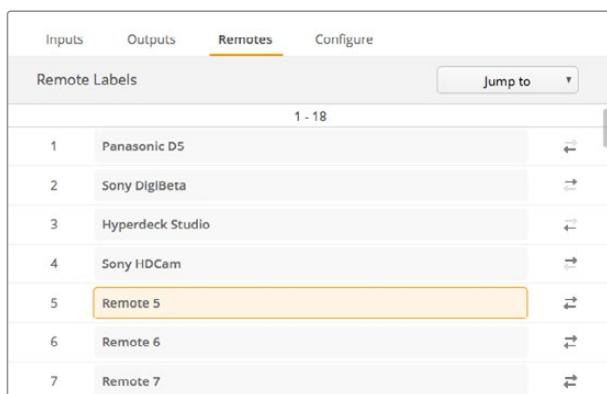 Inputs Outputs Remotes Configure
Remote Labels Jump to
1 - 18
1 Panasonic D5
2 Sony DigiBeta
3 Hyperdeck Studio
4 Sony HDCam
5 Remote 5
6 Remote 6
7 Remote 7